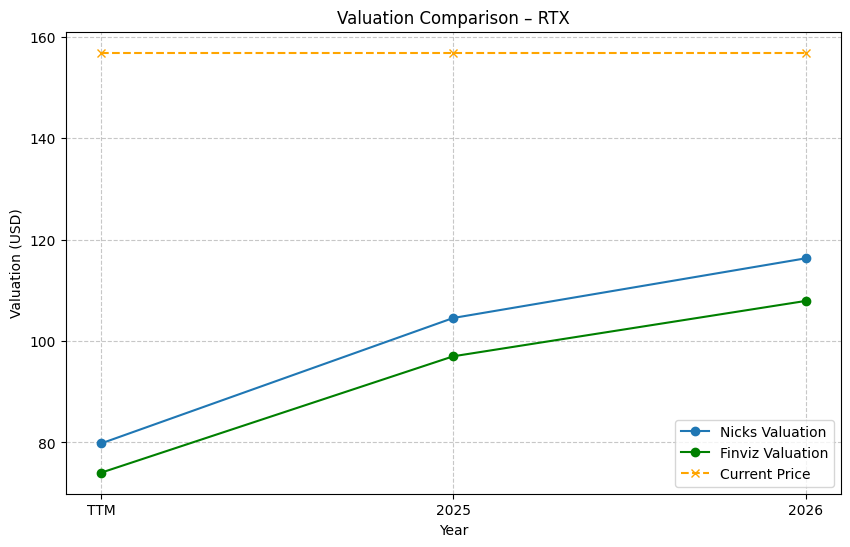 Valuation Comparison – RTX
Valuation (USD)
160
140
120
100
80
TTM
2025
2026
Year
Nicks Valuation
Finviz Valuation
Current Price